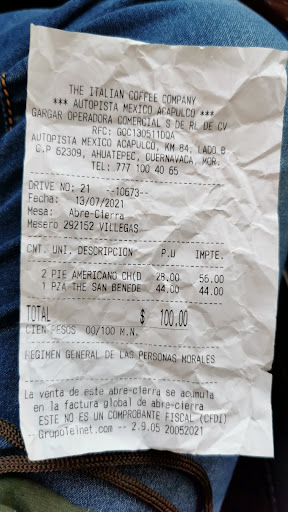 THE ITALIAN COFFEE COMPANY
*** AUTOPISTA MEXICO ACAPULCO ***
GARGAR OPERADORA COMERCIAL S DE RL DE CV
RFC: GOC130511DQA
AUTOPISTA MEXICO ACAPULCO, KM 84, LADO B
C.P 62309, AHUATEPEC, CUERNAVACA, MOR.
TEL: 777 100 40 65
DRIVE NO: 21 --10673--
Fecha: 13/07/2021
Mesa: Abre-Cierra
Mesero 292152 VILLEGAS
CNT. UNI. DESCRIPCION P.U IMPTE.
2 PIE AMERICANO CH(D 28.00 56.00
1 PZA THE SAN BENEDE 44.00 44.00
TOTAL $ 100.00
CIEN PESOS 00/100 M.N.
REGIMEN GENERAL DE LAS PERSONAS MORALES
La venta de este abre-cierra se acumula
en la factura global de abre-cierra
ESTE NO ES UN COMPROBANTE FISCAL (CFDI)
-- GrupoTelnet.com -- 2.9.05 20052021